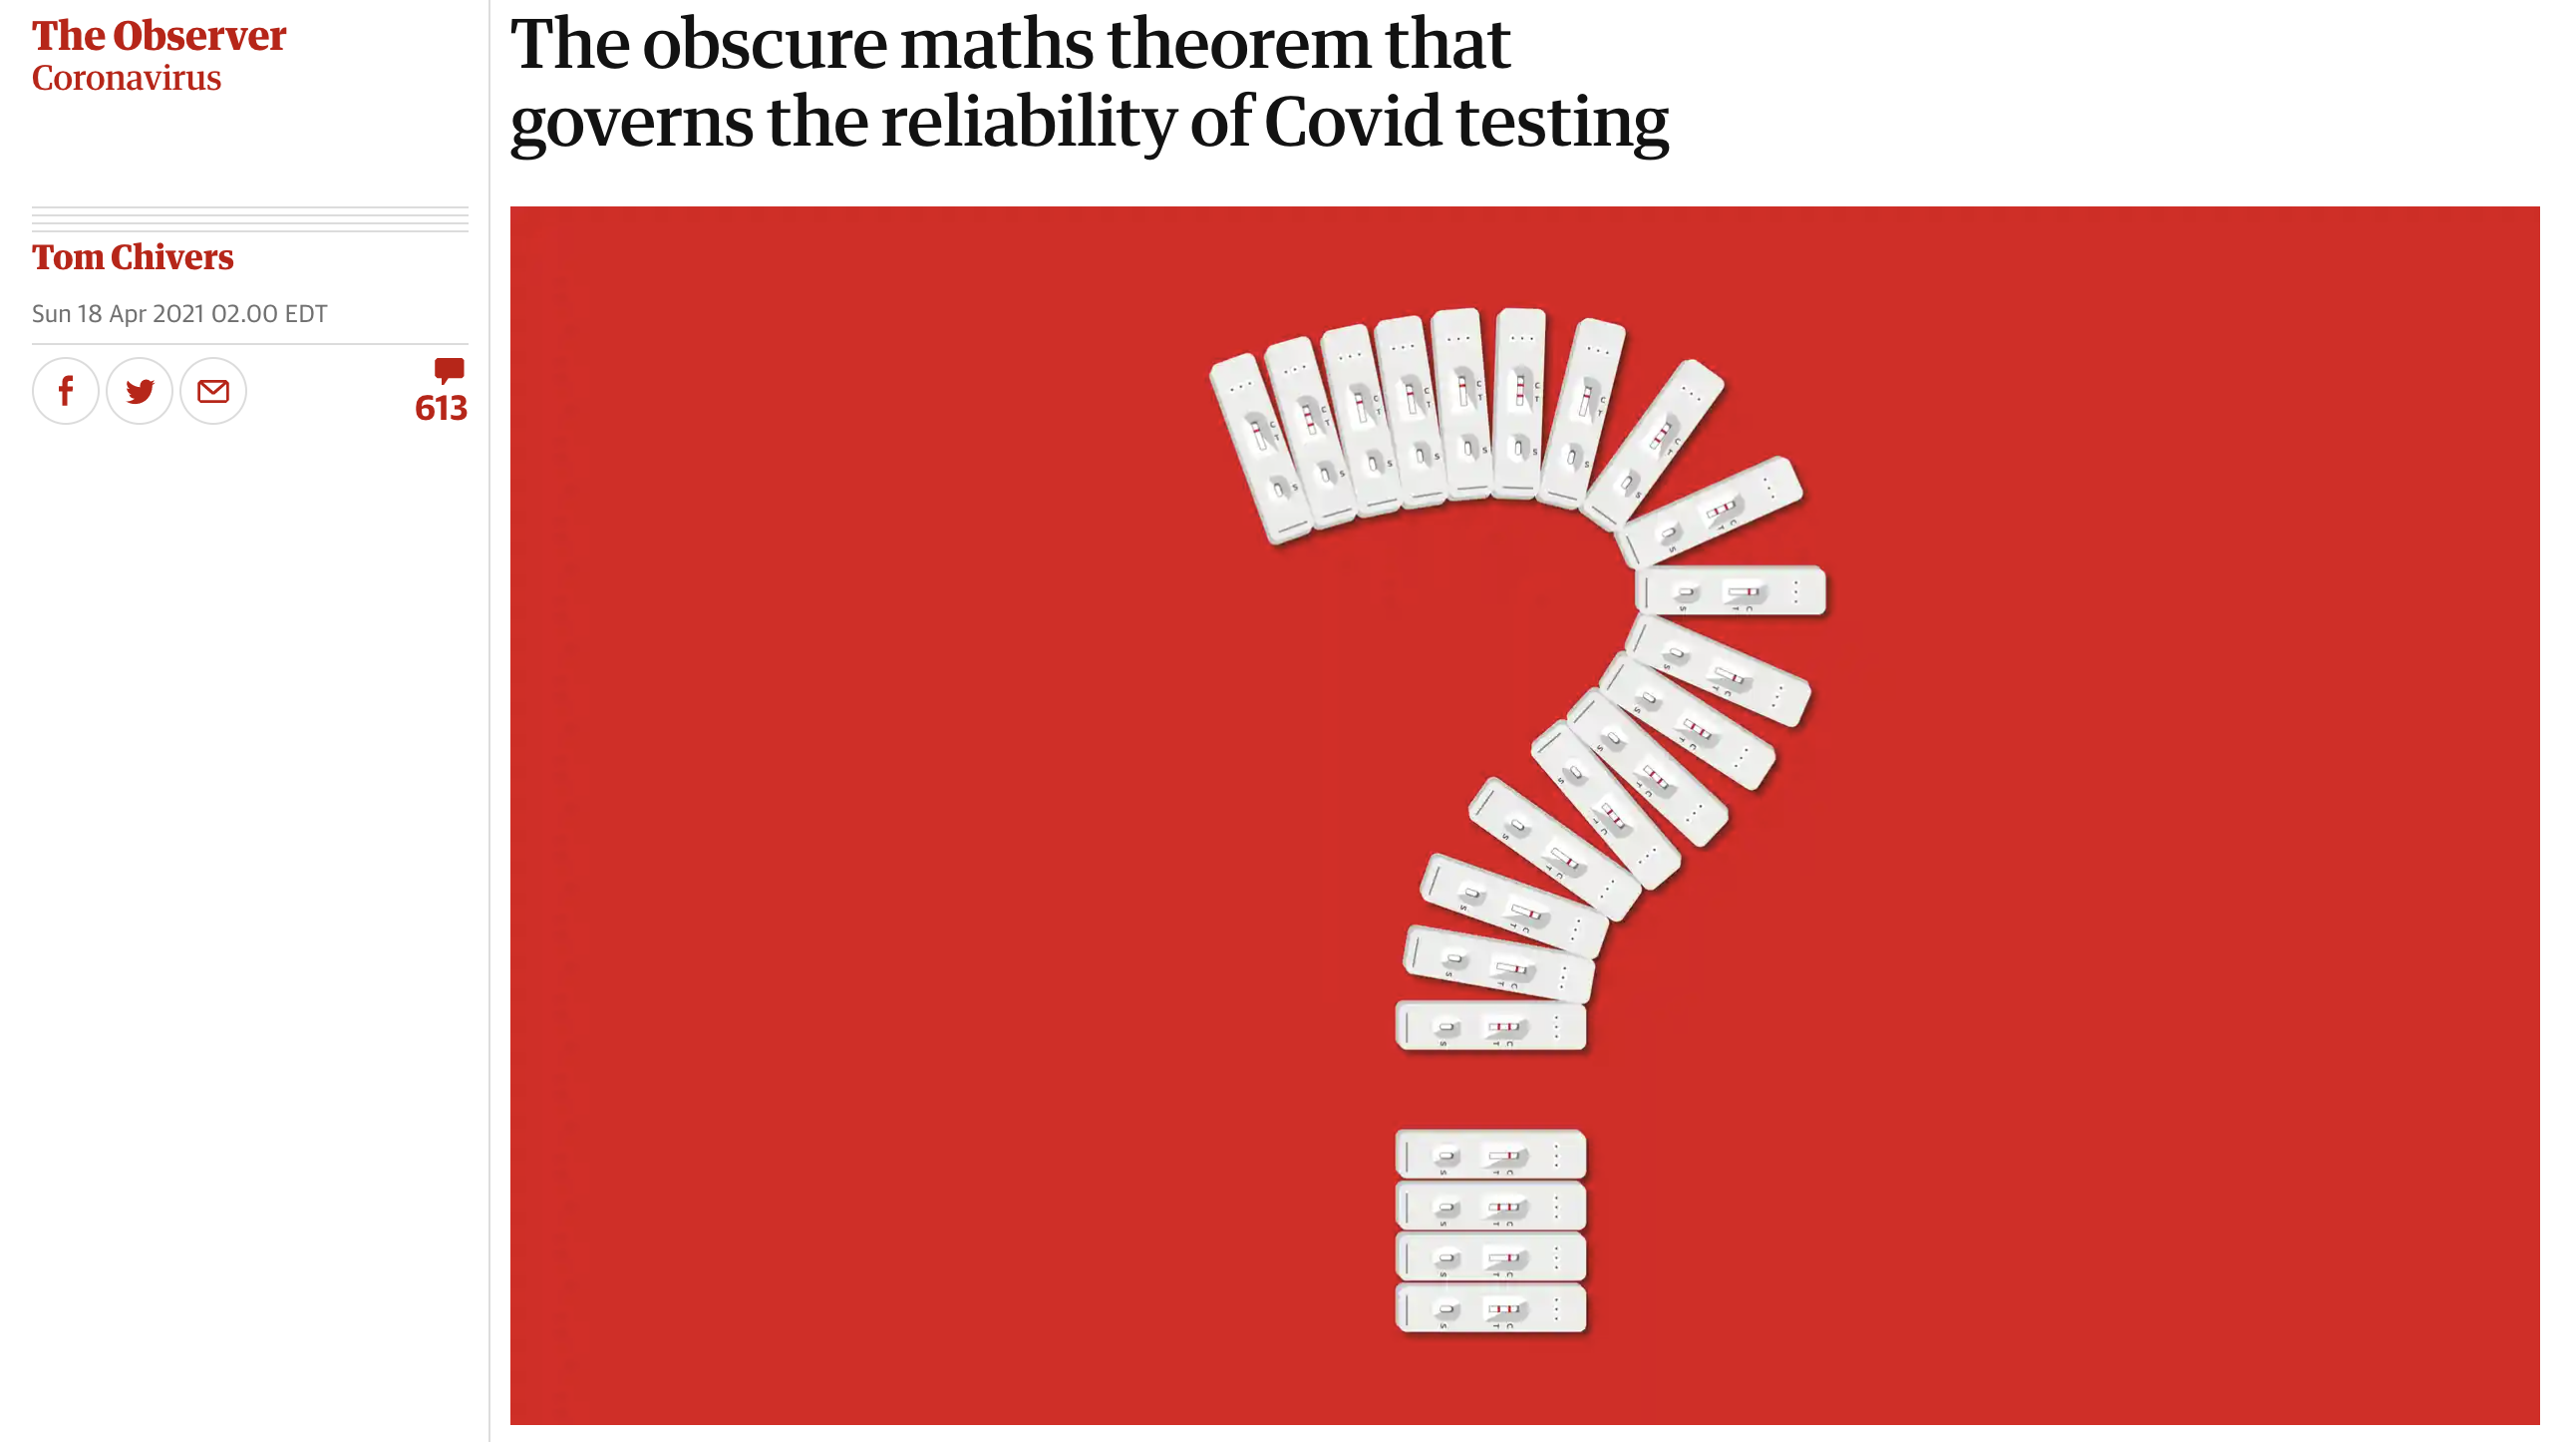 The Observer
Coronavirus
The obscure maths theorem that
governs the reliability of Covid testing
Tom Chivers
Sun 18 Apr 2021 02.00 EDT
613